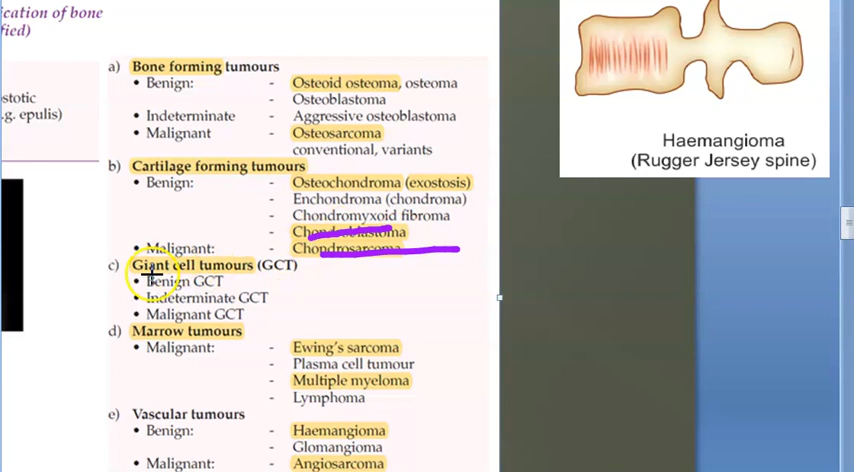 ication of bone
fied)
ostotic
.g. epulis)
a) Bone forming tumours
• Benign: - Osteoid osteoma, osteoma
- Osteoblastoma
• Indeterminate - Aggressive osteoblastoma
• Malignant - Osteosarcoma
conventional, variants
b) Cartilage forming tumours
• Benign: - Osteochondroma (exostosis)
- Enchondroma (chondroma)
- Chondromyxoid fibroma
- Chondroblastoma
• Malignant: - Chondrosarcoma
c) Giant cell tumours (GCT)
• Benign GCT
• Indeterminate GCT
• Malignant GCT
d) Marrow tumours
• Malignant: - Ewing's sarcoma
- Plasma cell tumour
- Multiple myeloma
- Lymphoma
e) Vascular tumours
• Benign: - Haemangioma
- Glomangioma
• Malignant: - Angiosarcoma
Haemangioma
(Rugger Jersey spine)